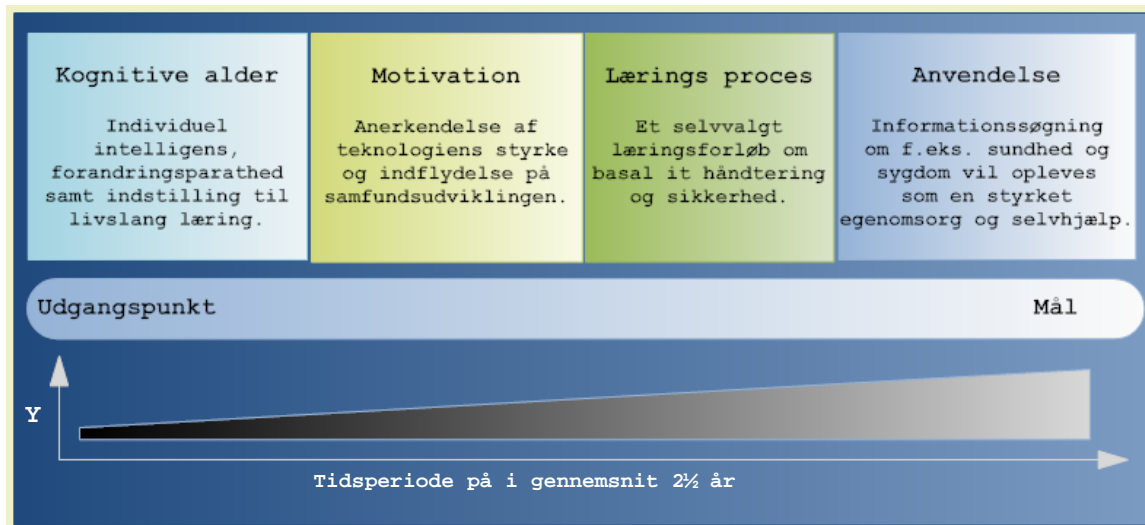 Kognitive alder
Individuel
intelligens,
forandringsparathed
samt indstilling til
livslang læring.
Motivation
Anerkendelse af
teknologiens styrke
og indflydelse på
samfundsudviklingen.
Lærings proces
Et selvvalgt
læringsforløb om
basal it håndtering
og sikkerhed.
Anvendelse
Informationssøgning
om f.eks. sundhed og
sygdom vil opleves
som en styrket
egenomsorg og selvhjælp.
Udgangspunkt
Mål
Y
Tidsperiode på i gennemsnit 2½ år